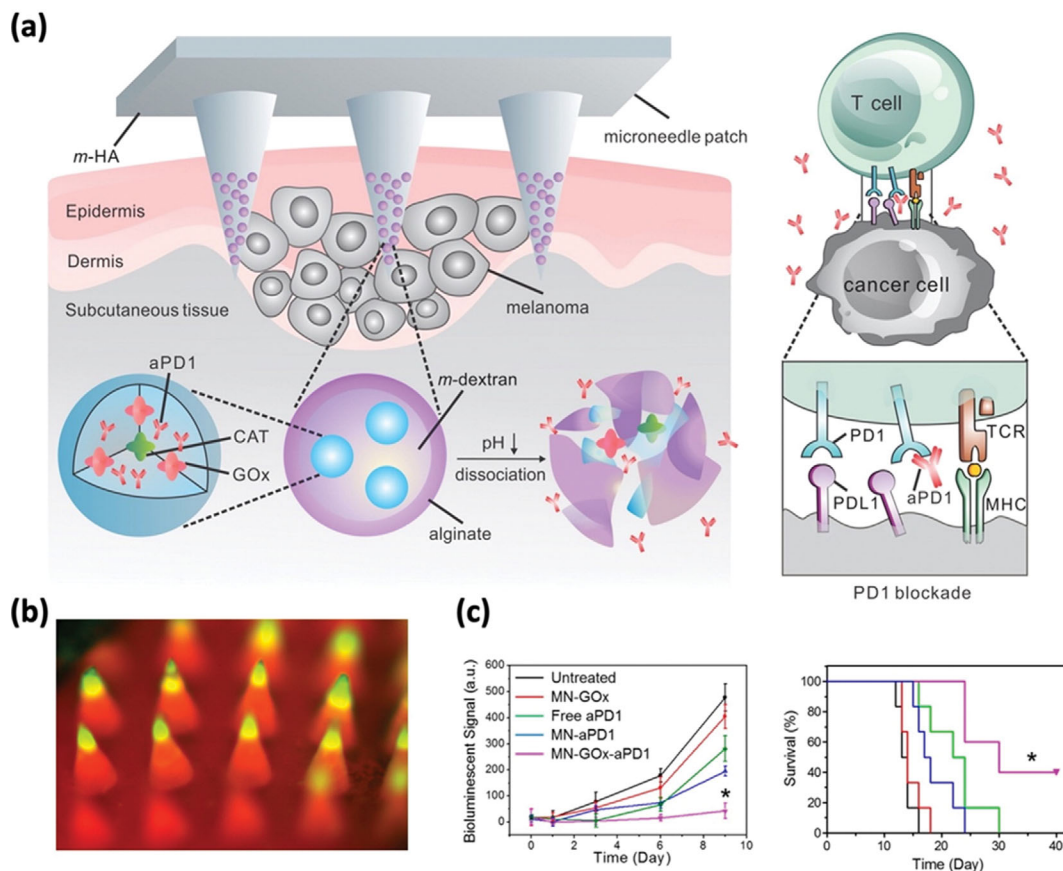 (a)
m-HA
microneedle patch
Epidermis
Dermis
melanoma
Subcutaneous tissue
aPD1
CAT
GOx
m-dextran
alginate
pH ↓
dissociation
T cell
cancer cell
PD1
TCR
PDL1
aPD1
MHC
PD1 blockade
(b)
(c)
Bioluminescent Signal (a.u.)
600
500
400
300
200
100
0
Untreated
MN-GOx
Free aPD1
MN-aPD1
MN-GOx-aPD1
*
0 2 4 6 8 10
Time (Day)
Survival (%)
100
80
60
40
20
0
*
0 10 20 30 40
Time (Day)